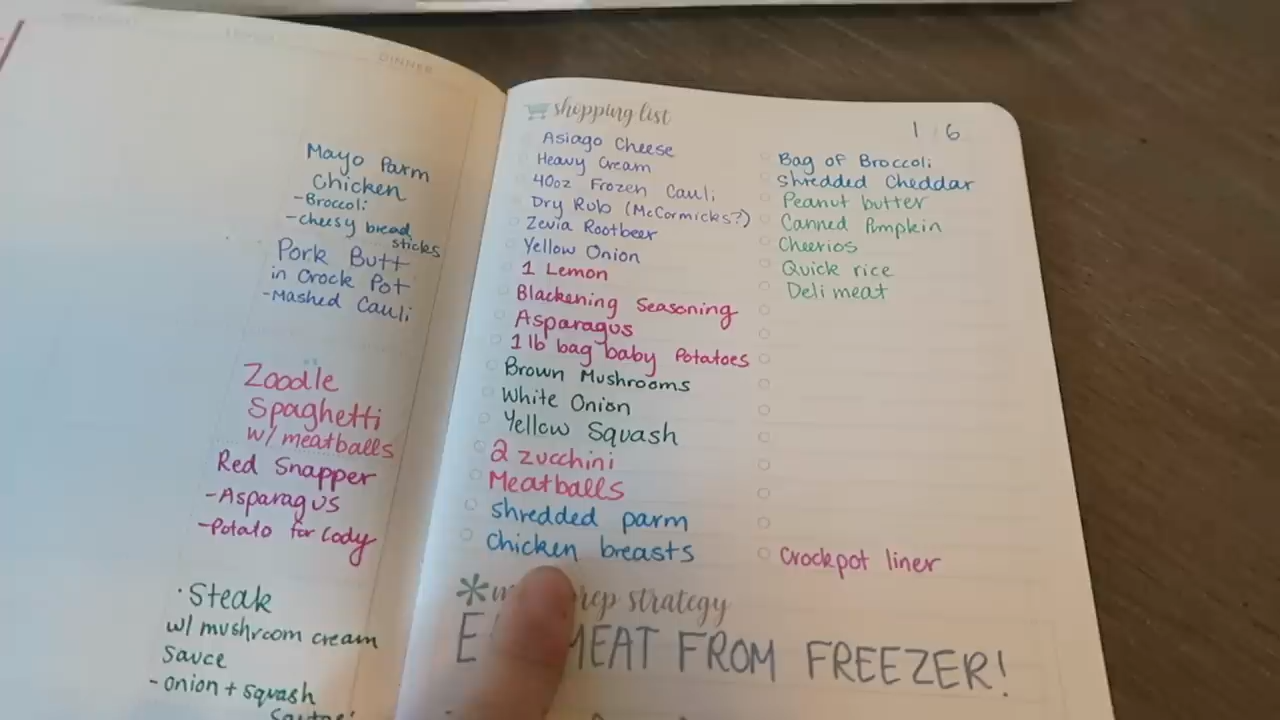 DINNER
Mayo Parm
Chicken
-Broccoli
-cheesy bread
sticks
Pork Butt
in Crock Pot
-Mashed Cauli
Zoodle
Spaghetti
w/ meatballs
Red Snapper
-Asparagus
-Potato for Cody
·Steak
w/ mushroom cream
sauce
-onion + squash
shopping list
1 6
Asiago Cheese
Heavy Cream
40oz Frozen Cauli
Dry Rub (McCormicks?)
Zevia Rootbeer
Yellow Onion
1 Lemon
Blackening Seasoning
Asparagus
1 lb bag baby Potatoes
Brown Mushrooms
White Onion
Yellow Squash
2 zucchini
Meatballs
shredded parm
chicken breasts
Bag of Broccoli
Shredded Cheddar
Peanut butter
Canned Pumpkin
Cheerios
Quick rice
Deli meat
Crockpot liner
strategy
MEAT FROM FREEZER!